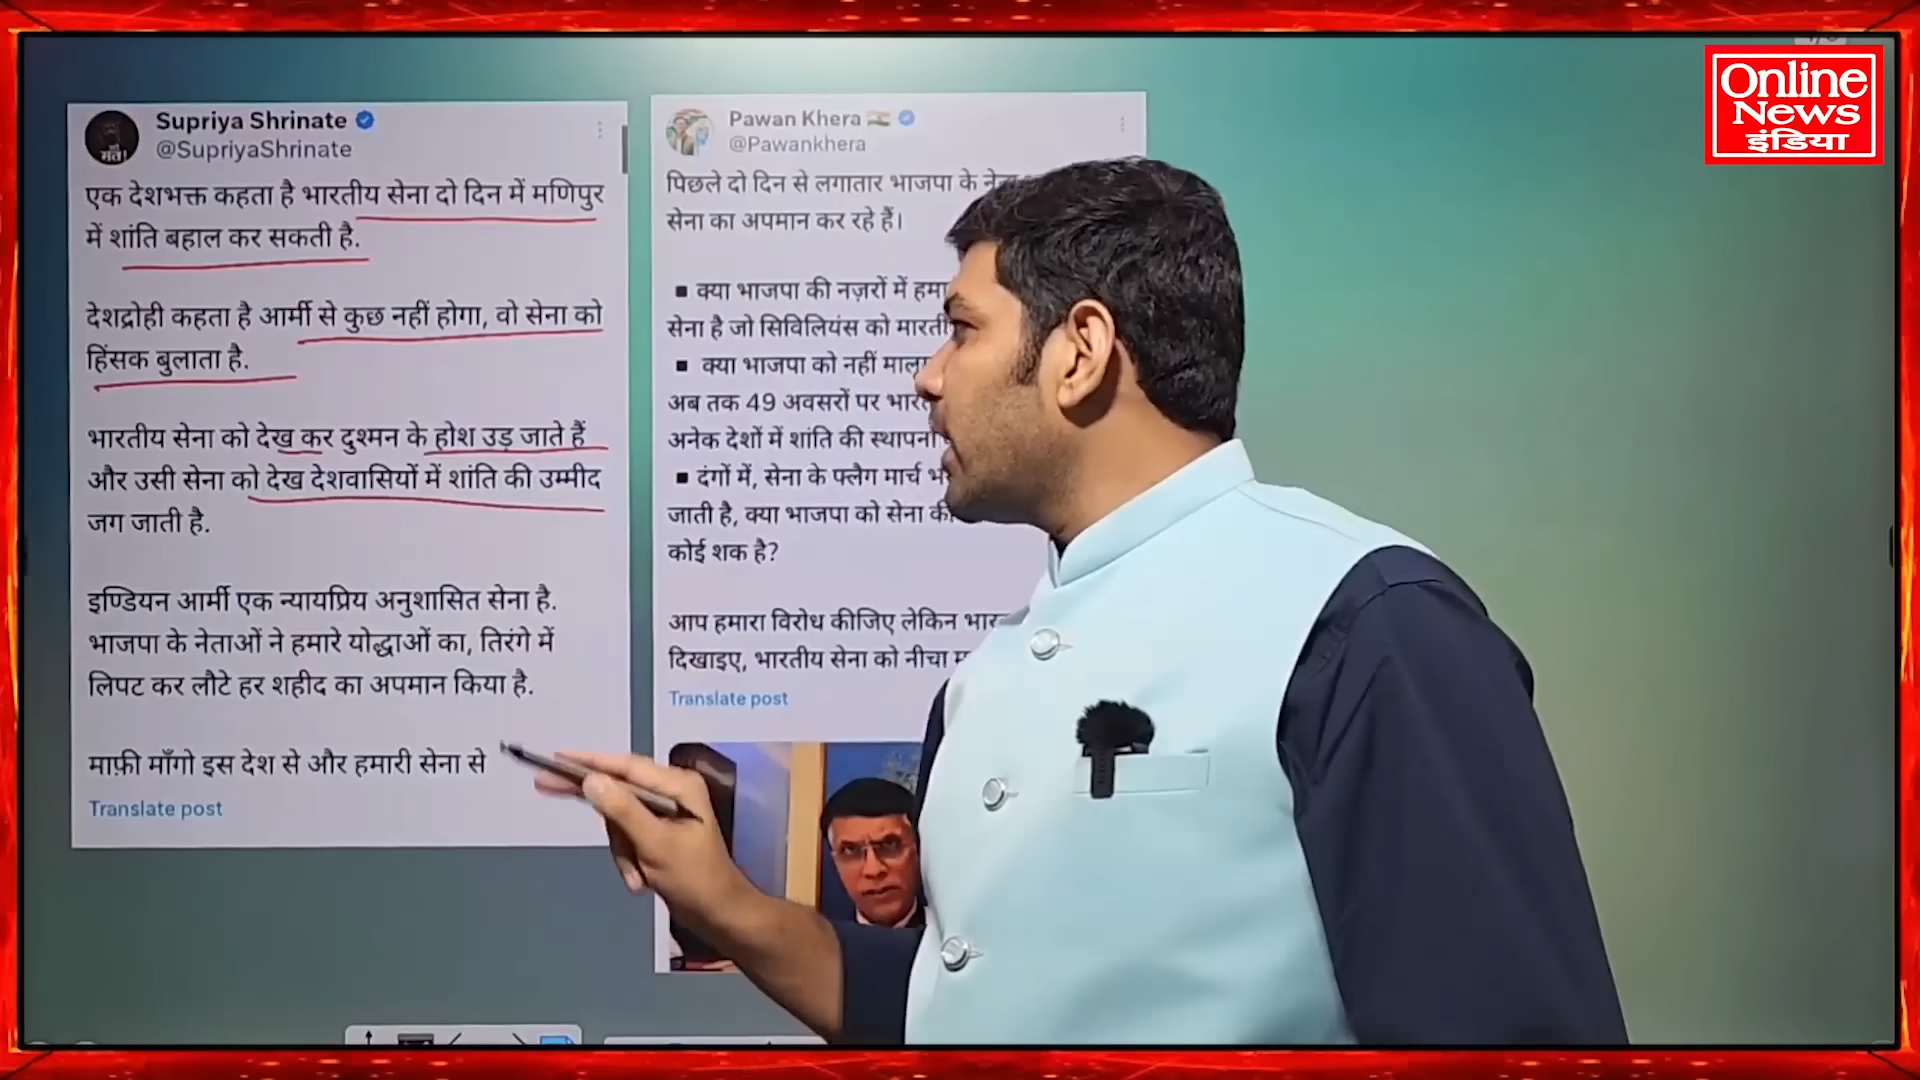 Online
News
इंडिया
Supriya Shrinate
@SupriyaShrinate
मत!
एक देशभक्त कहता है भारतीय सेना दो दिन में मणिपुर
में शांति बहाल कर सकती है.
देशद्रोही कहता है आर्मी से कुछ नहीं होगा, वो सेना को
हिंसक बुलाता है.
भारतीय सेना को देख कर दुश्मन के होश उड़ जाते हैं
और उसी सेना को देख देशवासियों में शांति की उम्मीद
जग जाती है.
इण्डियन आर्मी एक न्यायप्रिय अनुशासित सेना है.
भाजपा के नेताओं ने हमारे योद्धाओं का, तिरंगे में
लिपट कर लौटे हर शहीद का अपमान किया है.
माफ़ी माँगो इस देश से और हमारी सेना से
Translate post
Pawan Khera
@Pawankhera
पिछले दो दिन से लगातार भाजपा के
सेना का अपमान कर रहे हैं।
▪ क्या भाजपा की नज़रों में
सेना है जो सिविलियंस को
▪ क्या भाजपा को नहीं
अब तक 49 अवसरों पर
अनेक देशों में शांति की स्थापना
▪ दंगों में, सेना के फ्लैग मार्च
जाती है, क्या भाजपा को सेना
कोई शक है?
आप हमारा विरोध कीजिए लेकिन
दिखाइए, भारतीय सेना को नीचा
Translate post